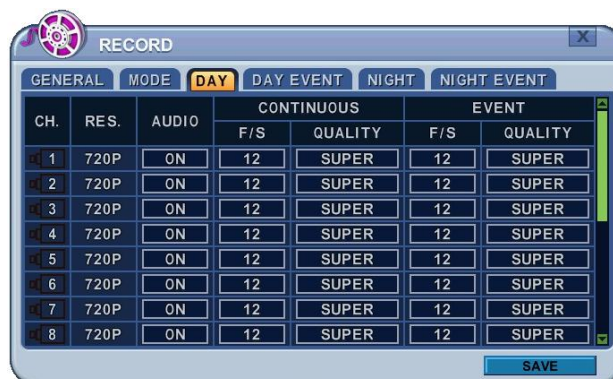 RECORD X
GENERAL MODE DAY DAY EVENT NIGHT NIGHT EVENT
CH. RES. AUDIO CONTINUOUS EVENT
F/S QUALITY F/S QUALITY
1 720P ON 12 SUPER 12 SUPER
2 720P ON 12 SUPER 12 SUPER
3 720P ON 12 SUPER 12 SUPER
4 720P ON 12 SUPER 12 SUPER
5 720P ON 12 SUPER 12 SUPER
6 720P ON 12 SUPER 12 SUPER
7 720P ON 12 SUPER 12 SUPER
8 720P ON 12 SUPER 12 SUPER
SAVE